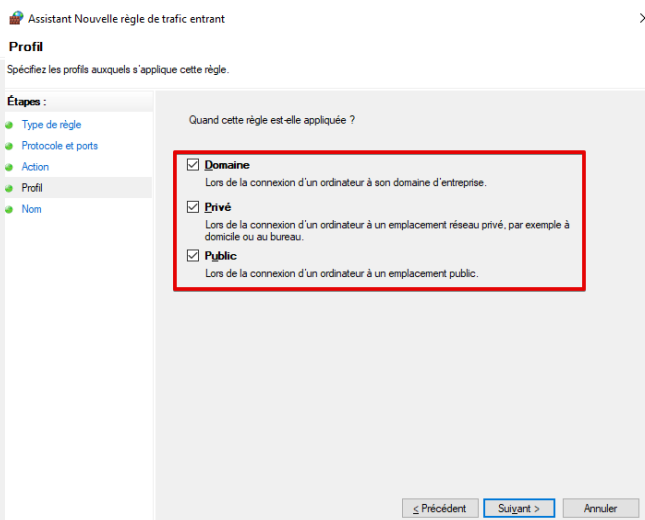 Assistant Nouvelle règle de trafic entrant
Profil
Spécifiez les profils auxquels s'applique cette règle.
Étapes :
Type de règle
Protocole et ports
Action
Profil
Nom
Quand cette règle est-elle appliquée ?
Domaine
Lors de la connexion d'un ordinateur à son domaine d'entreprise.
Privé
Lors de la connexion d'un ordinateur à un emplacement réseau privé, par exemple à
domicile ou au bureau.
Public
Lors de la connexion d'un ordinateur à un emplacement public.
< Précédent
Suivant >
Annuler